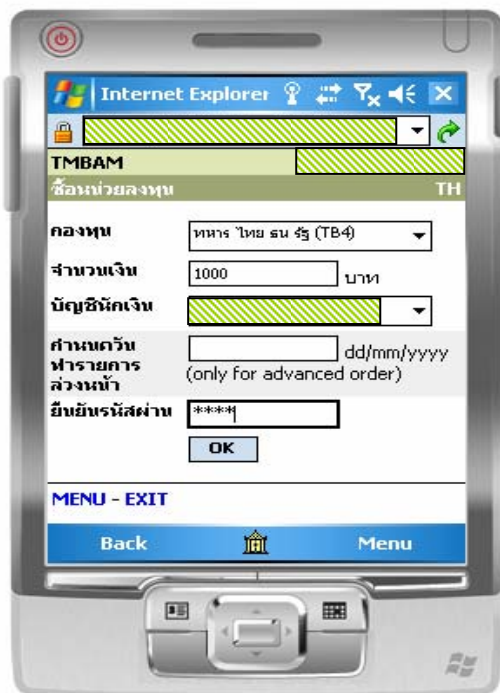 Internet Explorer
TMBAM
ซื้อหน่วยลงทุน TH
กองทุน ทหาร ไทย ธน รัฐ (TB4)
จำนวนเงิน 1000 บาท
บัญชีหักเงิน
กำหนดวัน
ทำรายการ
ล่วงหน้า
dd/mm/yyyy
(only for advanced order)
ยืนยันรหัสผ่าน ****
OK
MENU - EXIT
Back Menu